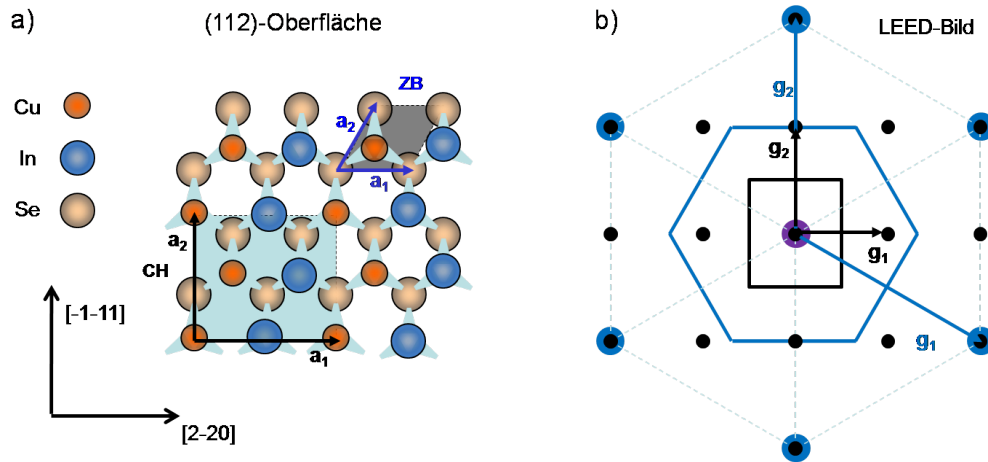 a)
(112)-Oberfläche
Cu
In
Se
ZB
a2
a1
a2
CH
a1
[-1-11]
[2-20]
b)
LEED-Bild
g2
g2
g1
g1